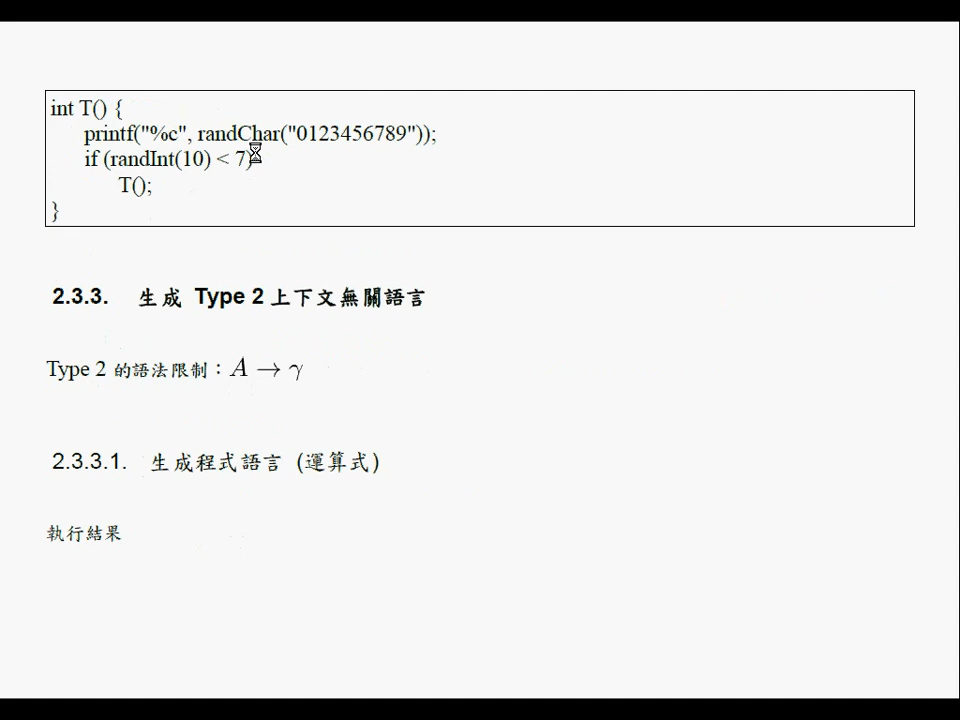 int T() {
printf("%c", randChar("0123456789"));
if (randInt(10) < 7)
T();
}
2.3.3. 生成 Type 2 上下文無關語言
Type 2 的語法限制：A → γ
2.3.3.1. 生成程式語言 (運算式)
執行結果